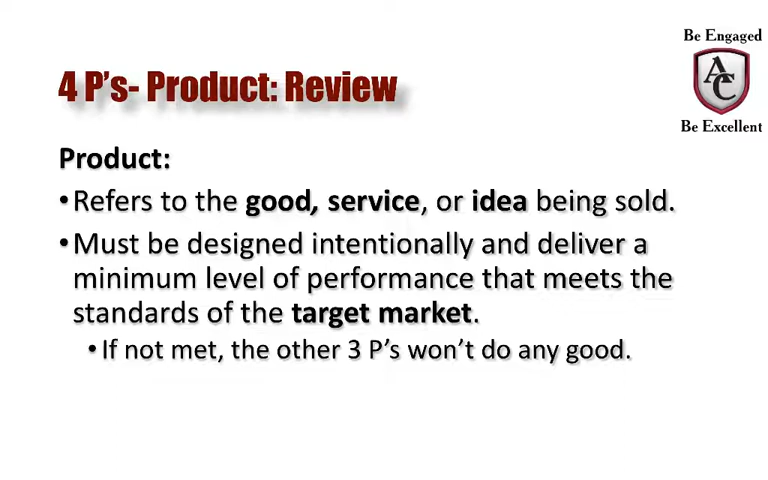 Be Engaged
4 P's- Product: Review
AC
Be Excellent
Product:
•Refers to the good, service, or idea being sold.
•Must be designed intentionally and deliver a
minimum level of performance that meets the
standards of the target market.
•If not met, the other 3 P's won't do any good.